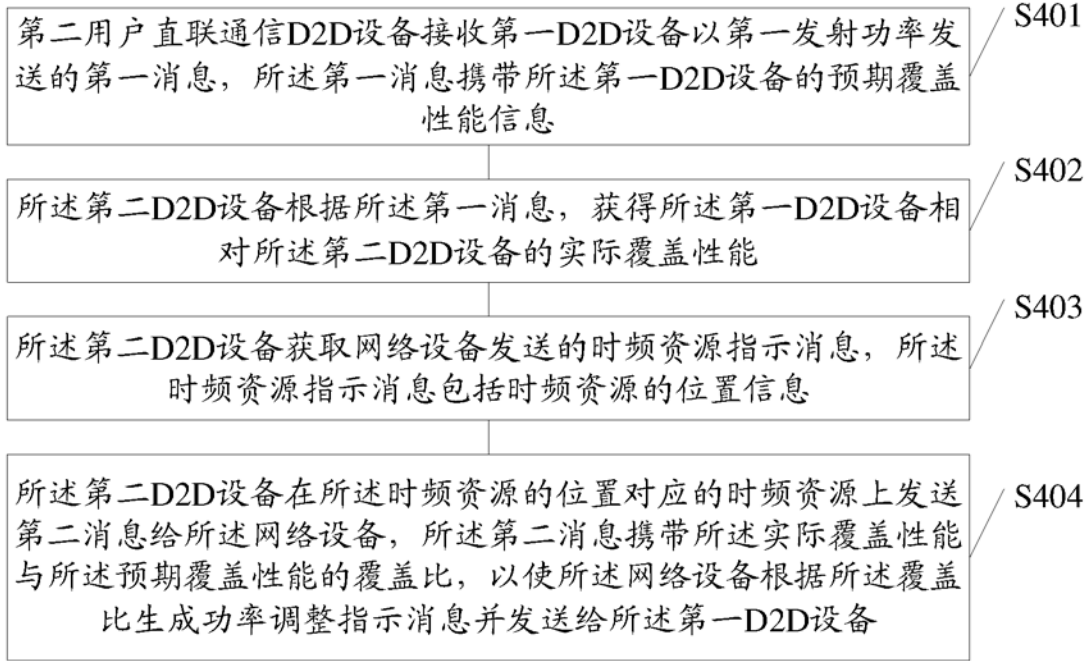 第二用户直联通信D2D设备接收第一D2D设备以第一发射功率发
送的第一消息，所述第一消息携带所述第一D2D设备的预期覆盖
性能信息
S401
所述第二D2D设备根据所述第一消息，获得所述第一D2D设备相
对所述第二D2D设备的实际覆盖性能
S402
所述第二D2D设备获取网络设备发送的时频资源指示消息，所述
时频资源指示消息包括时频资源的位置信息
S403
所述第二D2D设备在所述时频资源的位置对应的时频资源上发送
第二消息给所述网络设备，所述第二消息携带所述实际覆盖性能
与所述预期覆盖性能的覆盖比，以使所述网络设备根据所述覆盖
比生成功率调整指示消息并发送给所述第一D2D设备
S404